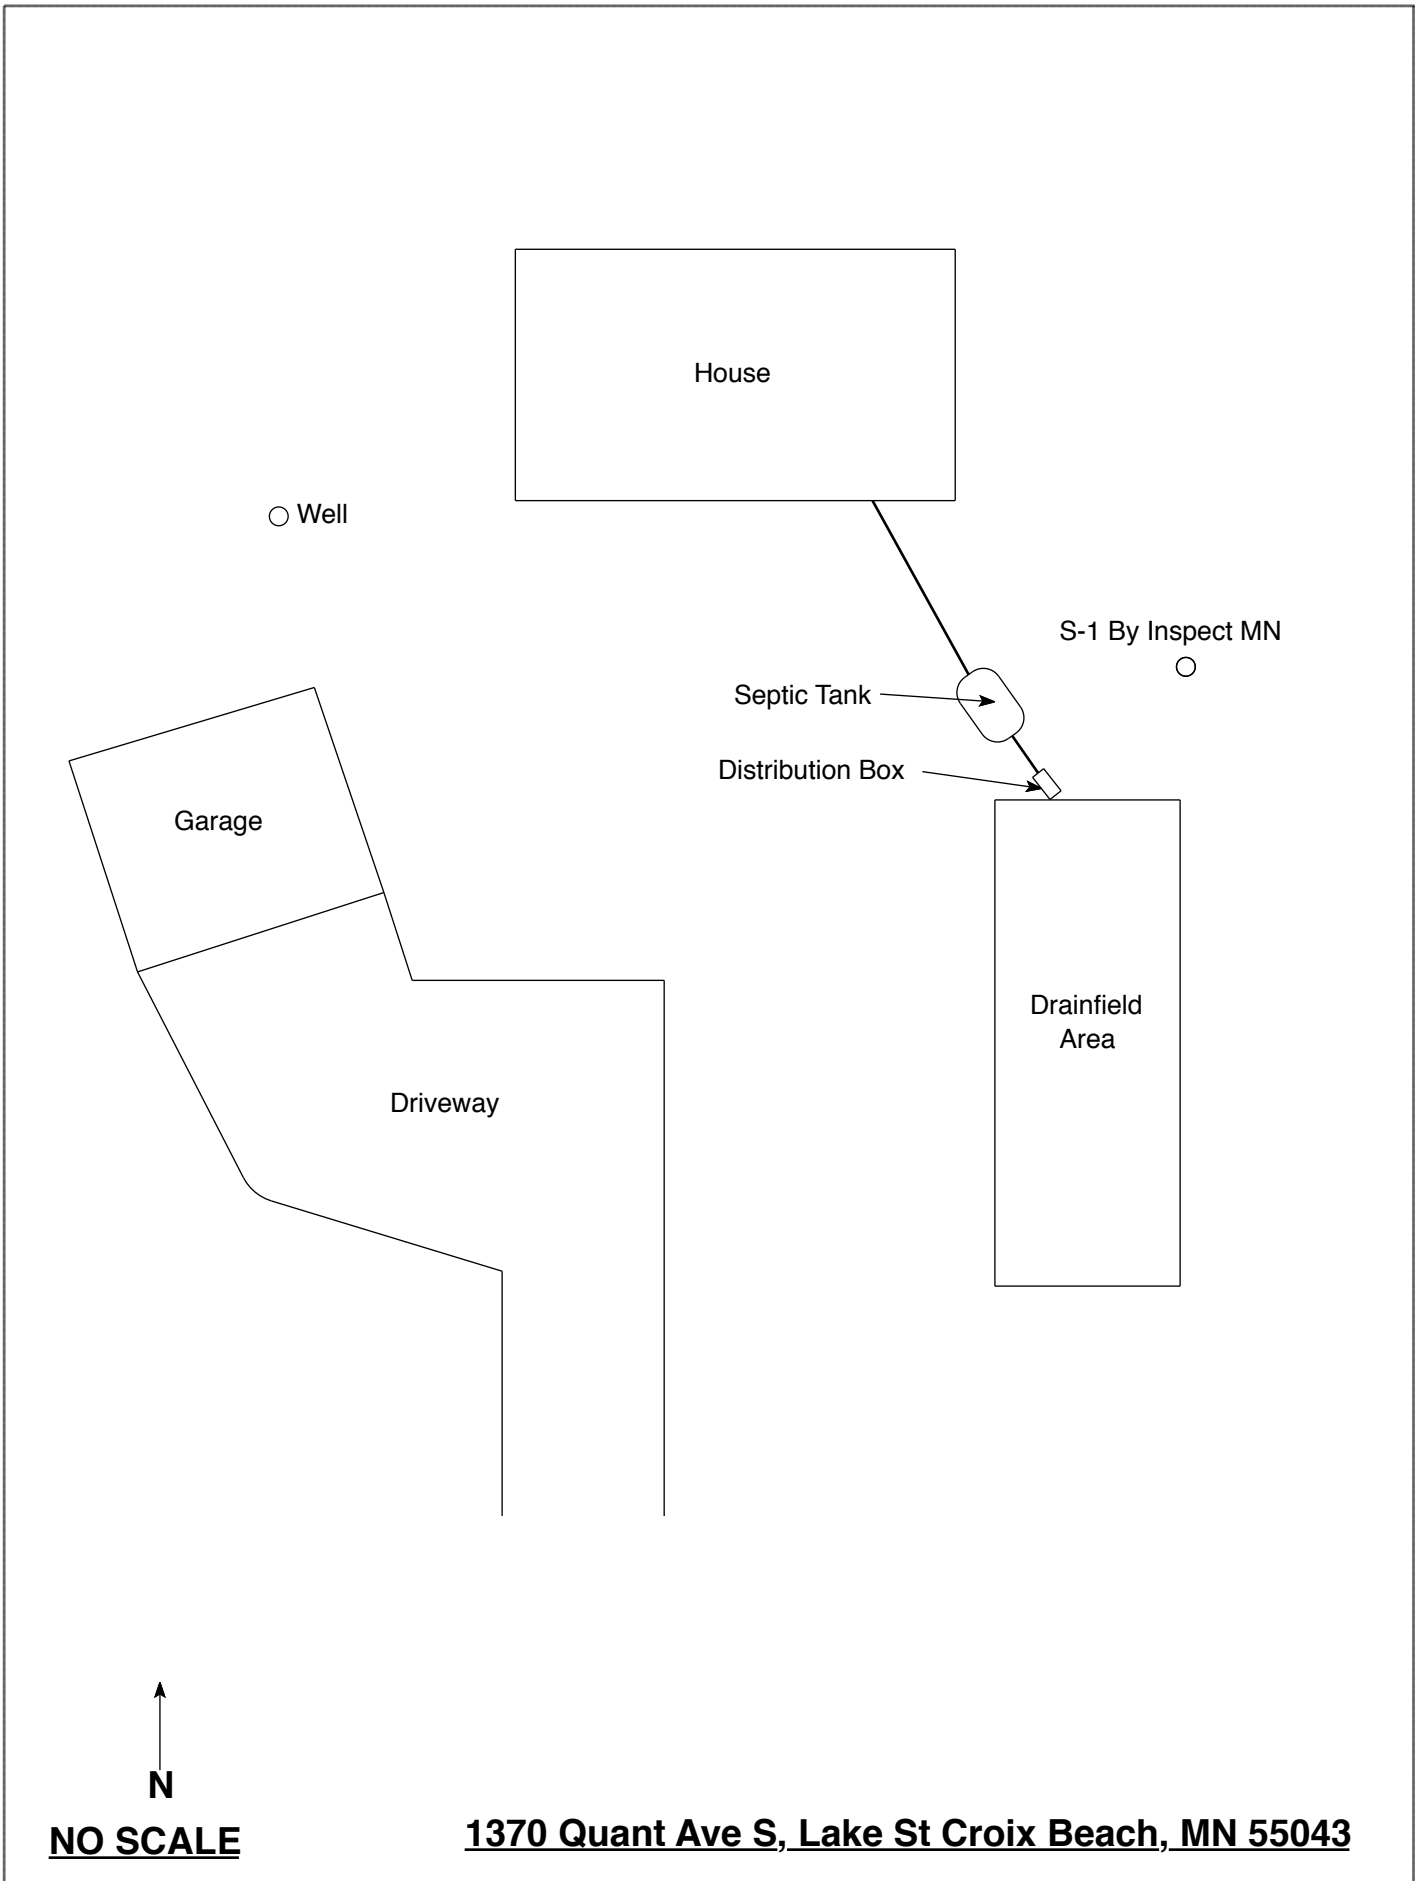 House
Well
S-1 By Inspect MN
Septic Tank
Distribution Box
Garage
Drainfield
Area
Driveway
N
NO SCALE
1370 Quant Ave S, Lake St Croix Beach, MN 55043